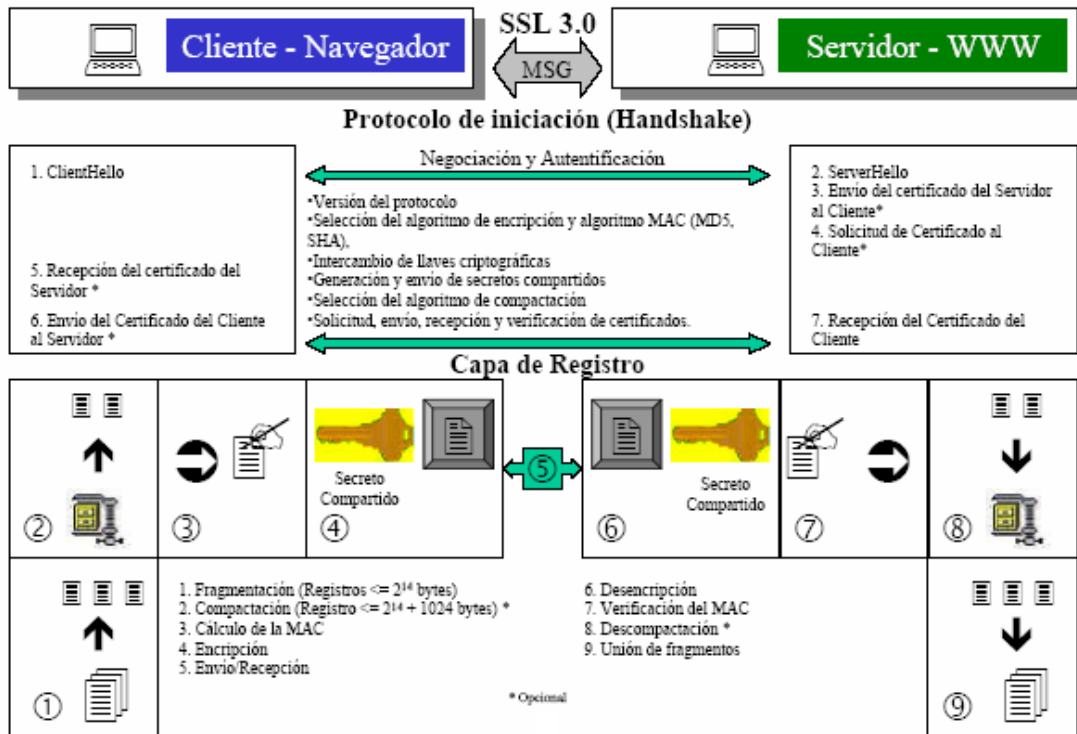 SSL 3.0
Cliente - Navegador
MSG
Servidor - WWW
Protocolo de iniciación (Handshake)
1. ClientHello
5. Recepción del certificado del
Servidor *
6. Envío del Certificado del Cliente
al Servidor *
Negociación y Autentificación
•Versión del protocolo
•Selección del algoritmo de encripción y algoritmo MAC (MD5,
SHA),
•Intercambio de llaves criptográficas
•Generación y envío de secretos compartidos
•Selección del algoritmo de compactación
•Solicitud, envío, recepción y verificación de certificados.
2. ServerHello
3. Envío del certificado del Servidor
al Cliente*
4. Solicitud de Certificado al
Cliente*
7. Recepción del Certificado del
Cliente
Capa de Registro
②
③
Secreto
Compartido
④
⑤
⑥
Secreto
Compartido
⑦
⑧
①
1. Fragmentación (Registros <= 2¹⁴ bytes)
2. Compactación (Registro <= 2¹⁴ + 1024 bytes) *
3. Cálculo de la MAC
4. Encripción
5. Envío/Recepción
6. Desencripción
7. Verificación del MAC
8. Descompactación *
9. Unión de fragmentos
* Opcional
⑨